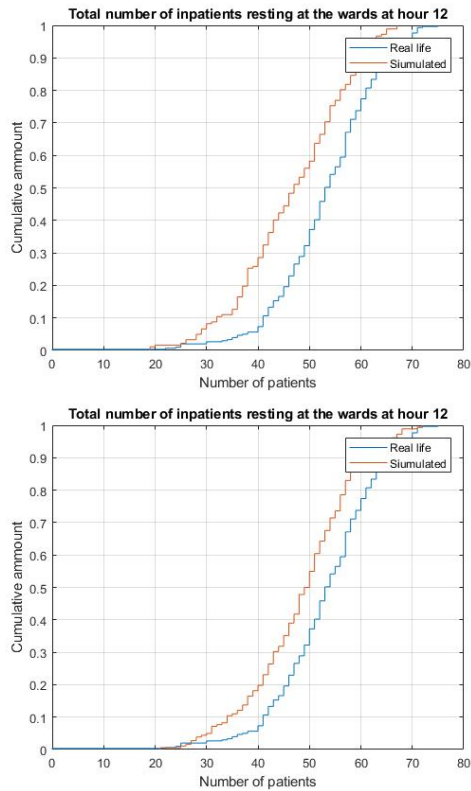 Total number of inpatients resting at the wards at hour 12
1
0.9
0.8
0.7
0.6
0.5
0.4
0.3
0.2
0.1
0
Cumulative ammount
Real life
Siumulated
0 10 20 30 40 50 60 70 80
Number of patients
Total number of inpatients resting at the wards at hour 12
1
0.9
0.8
0.7
0.6
0.5
0.4
0.3
0.2
0.1
0
Cumulative ammount
Real life
Siumulated
0 10 20 30 40 50 60 70 80
Number of patients